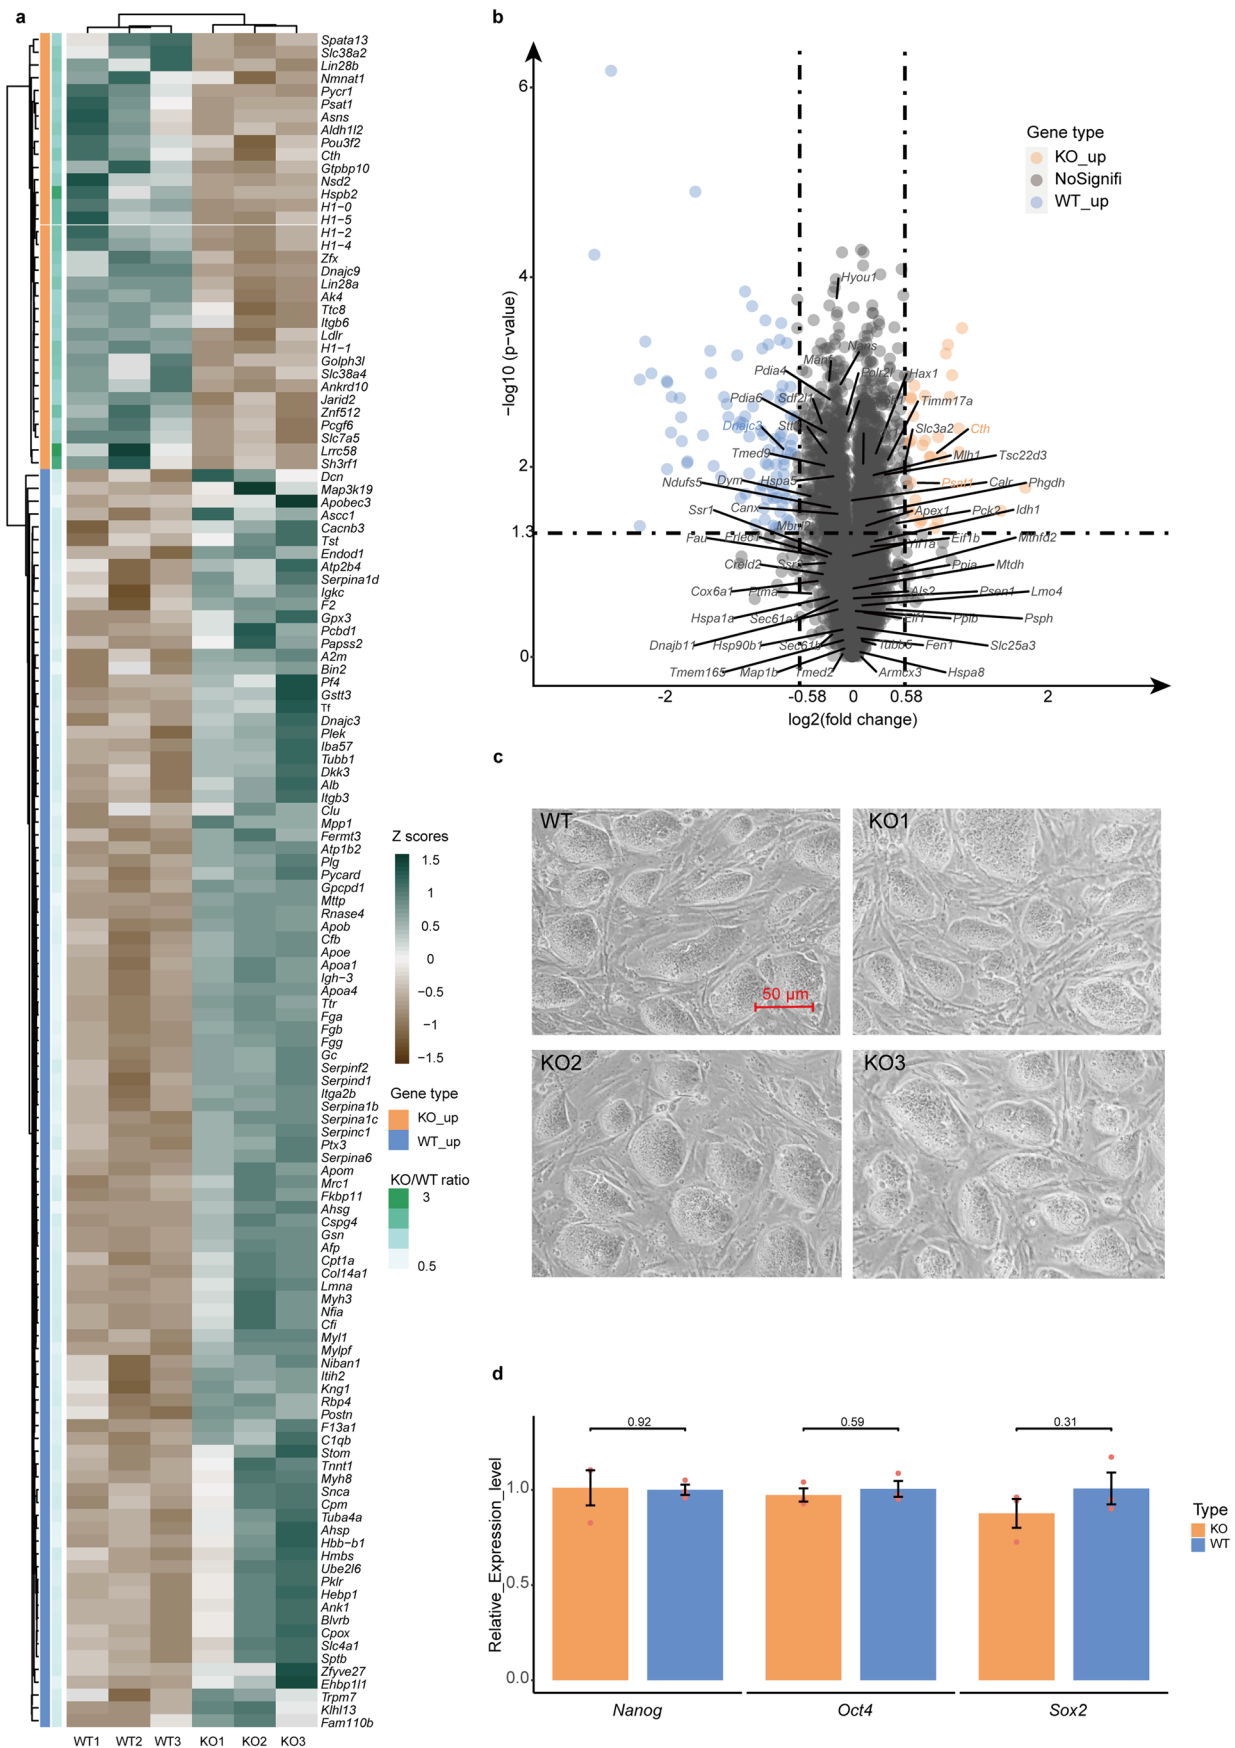 a
Spata13
Slc38a2
Lin28b
Nmnat1
Pycr1
Psat1
Asns
Aldh1l2
Pou3f2
Cth
Gtpbp10
Nsd2
Hspb2
H1−0
H1−5
H1−2
H1−4
Zfx
Dnajc9
Lin28a
Ak4
Ttc8
Itgb6
Ldlr
H1−1
Golph3l
Slc38a4
Ankrd10
Jarid2
Znf512
Pcgf6
Slc7a5
Lrrc58
Sh3rf1
Dcn
Map3k19
Apobec3
Ascc1
Cacnb3
Tst
Endod1
Atp2b4
Serpina1d
Igkc
F2
Gpx3
Pcbd1
Papss2
A2m
Bin2
Pf4
Gstt3
Tf
Dnajc3
Plek
Iba57
Tubb1
Dkk3
Alb
Itgb3
Clu
Mpp1
Fermt3
Atp1b2
Plg
Pycard
Gpcpd1
Mttp
Rnase4
Apob
Cfb
Apoe
Apoa1
Igh−3
Apoa4
Ttr
Fga
Fgb
Fgg
Gc
Serpinf2
Serpind1
Itga2b
Serpina1b
Serpina1c
Serpinc1
Ptx3
Serpina6
Apom
Mrc1
Fkbp11
Ahsg
Cspg4
Gsn
Afp
Cpt1a
Col14a1
Lmna
Myh3
Nfia
Cfi
Myl1
Mylpf
Niban1
Itih2
Kng1
Rbp4
Postn
F13a1
C1qb
Stom
Tnnt1
Myh8
Snca
Cpm
Tuba4a
Ahsp
Hbb−b1
Hmbs
Ube2l6
Pklr
Hebp1
Ank1
Blvrb
Cpox
Slc4a1
Sptb
Zfyve27
Ehbp1l1
Trpm7
Klhl13
Fam110b
WT1 WT2 WT3 KO1 KO2 KO3
Z scores
1.5
1
0.5
0
−0.5
−1
−1.5
Gene type
KO_up
WT_up
KO/WT ratio
3
0.5
b
6
4
2
1.3
0
−log10 (p−value)
Gene type
KO_up
NoSignifi
WT_up
Hyou1
Nans
Manf
Pdia4 Polr2l Hax1
Pdia6 Sdf2l1 Timm17a
Dnajc3 Slc3a2 Cth
Tmed9 Mlh1 Tsc22d3
Ndufs5 Dym Hspa5 Psat1 Calr Phgdh
Ssr1 Canx Apex1 Pck2 Idh1
Mbnl2
Fau Erlec1 Eif1b Mthfd2
Creld2 Ppia Mtdh
Cox6a1 Ptma Als2 Psen1 Lmo4
Hspa1a Sec61a1 Eif1 Ppib Psph
Dnajb11 Hsp90b1 Sec61b Tubb5 Fen1 Slc25a3
Tmem165 Map1b Tmed2 Armcx3 Hspa8
-2 -0.58 0 0.58 2
log2(fold change)
c
WT
50 μm
KO1
KO2
KO3
d
0.92 0.59 0.31
1.0
0.5
0.0
Relative_Expression_level
Nanog Oct4 Sox2
Type
KO
WT